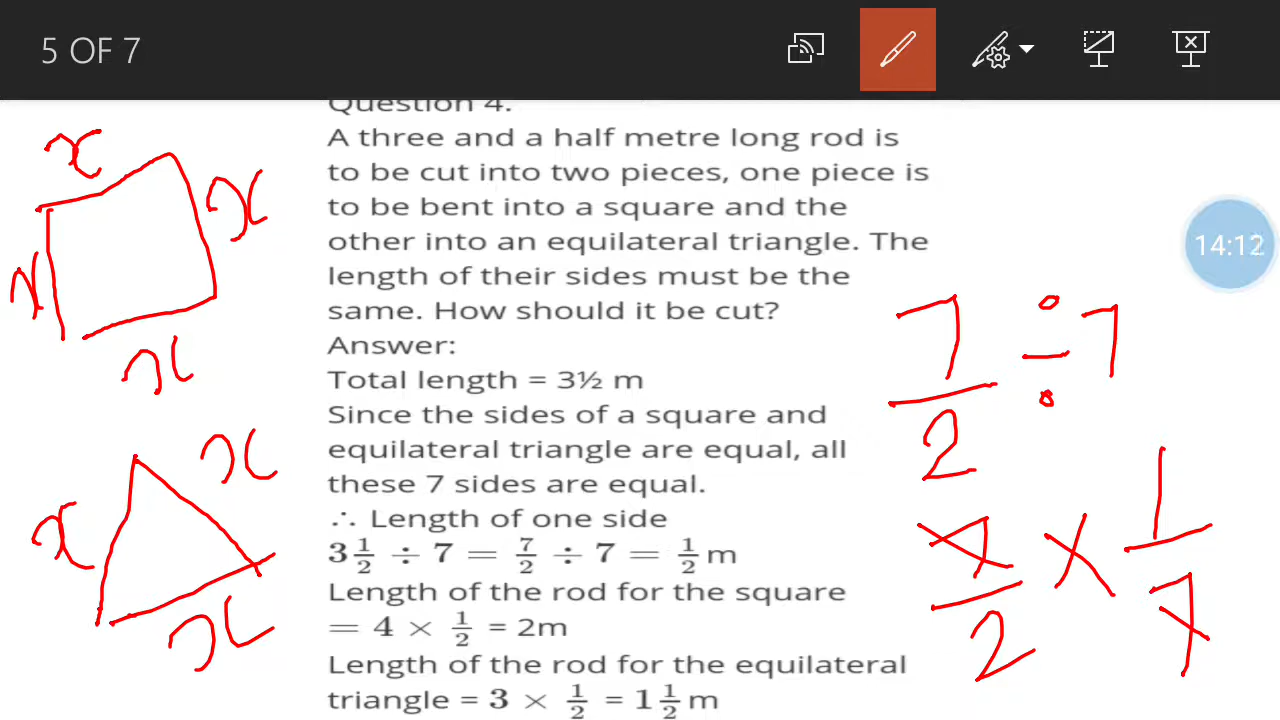 5 OF 7
Question 4.
A three and a half metre long rod is
to be cut into two pieces, one piece is
to be bent into a square and the
other into an equilateral triangle. The
length of their sides must be the
same. How should it be cut?
Answer:
Total length = 3½ m
Since the sides of a square and
equilateral triangle are equal, all
these 7 sides are equal.
∴ Length of one side
3 1/2 ÷ 7 = 7/2 ÷ 7 = 1/2 m
Length of the rod for the square
= 4 × 1/2 = 2m
Length of the rod for the equilateral
triangle = 3 × 1/2 = 1 1/2 m
x
x
x
x
x
x
x
14:12
7/2 ÷ 7
7/2 × 1/7